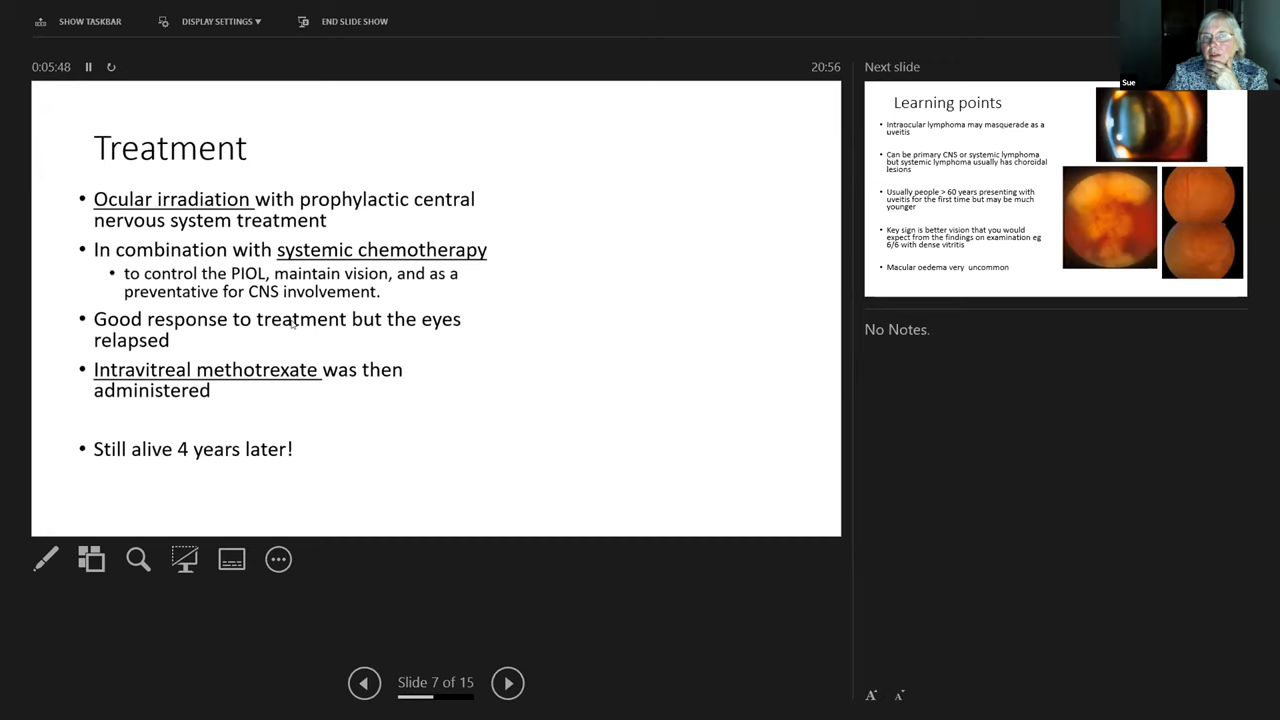 SHOW TASKBAR
DISPLAY SETTINGS ▼
END SLIDE SHOW
Sue
0:05:48
20:56
Treatment
• Ocular irradiation with prophylactic central
nervous system treatment
• In combination with systemic chemotherapy
• to control the PIOL, maintain vision, and as a
preventative for CNS involvement.
• Good response to treatment but the eyes
relapsed
• Intravitreal methotrexate was then
administered
• Still alive 4 years later!
Slide 7 of 15
Next slide
Learning points
• Intraocular lymphoma may masquerade as a
uveitis
• Can be primary CNS or systemic lymphoma
but systemic lymphoma usually has choroidal
lesions
• Usually people > 60 years presenting with
uveitis for the first time but may be much
younger
• Key sign is better vision that you would
expect from the findings on examination eg
6/6 with dense vitritis
• Macular oedema very uncommon
No Notes.
A A